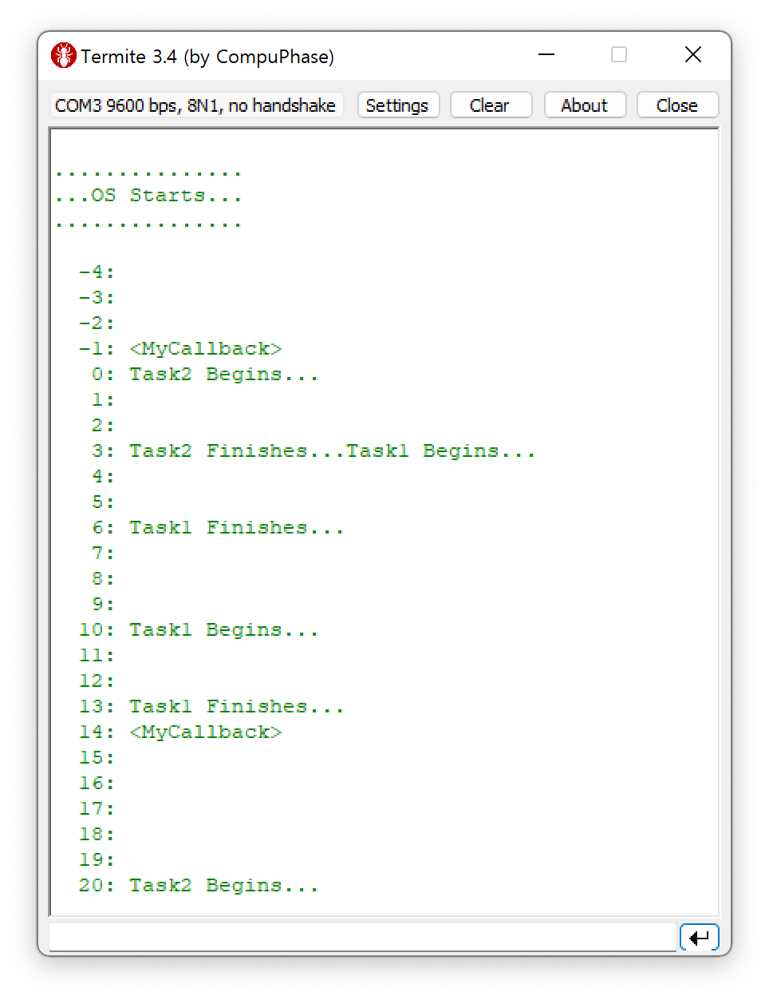 Termite 3.4 (by CompuPhase)
COM3 9600 bps, 8N1, no handshake Settings Clear About Close
...............
...OS Starts...
...............
-4:
-3:
-2:
-1: <MyCallback>
0: Task2 Begins...
1:
2:
3: Task2 Finishes...Task1 Begins...
4:
5:
6: Task1 Finishes...
7:
8:
9:
10: Task1 Begins...
11:
12:
13: Task1 Finishes...
14: <MyCallback>
15:
16:
17:
18:
19:
20: Task2 Begins...